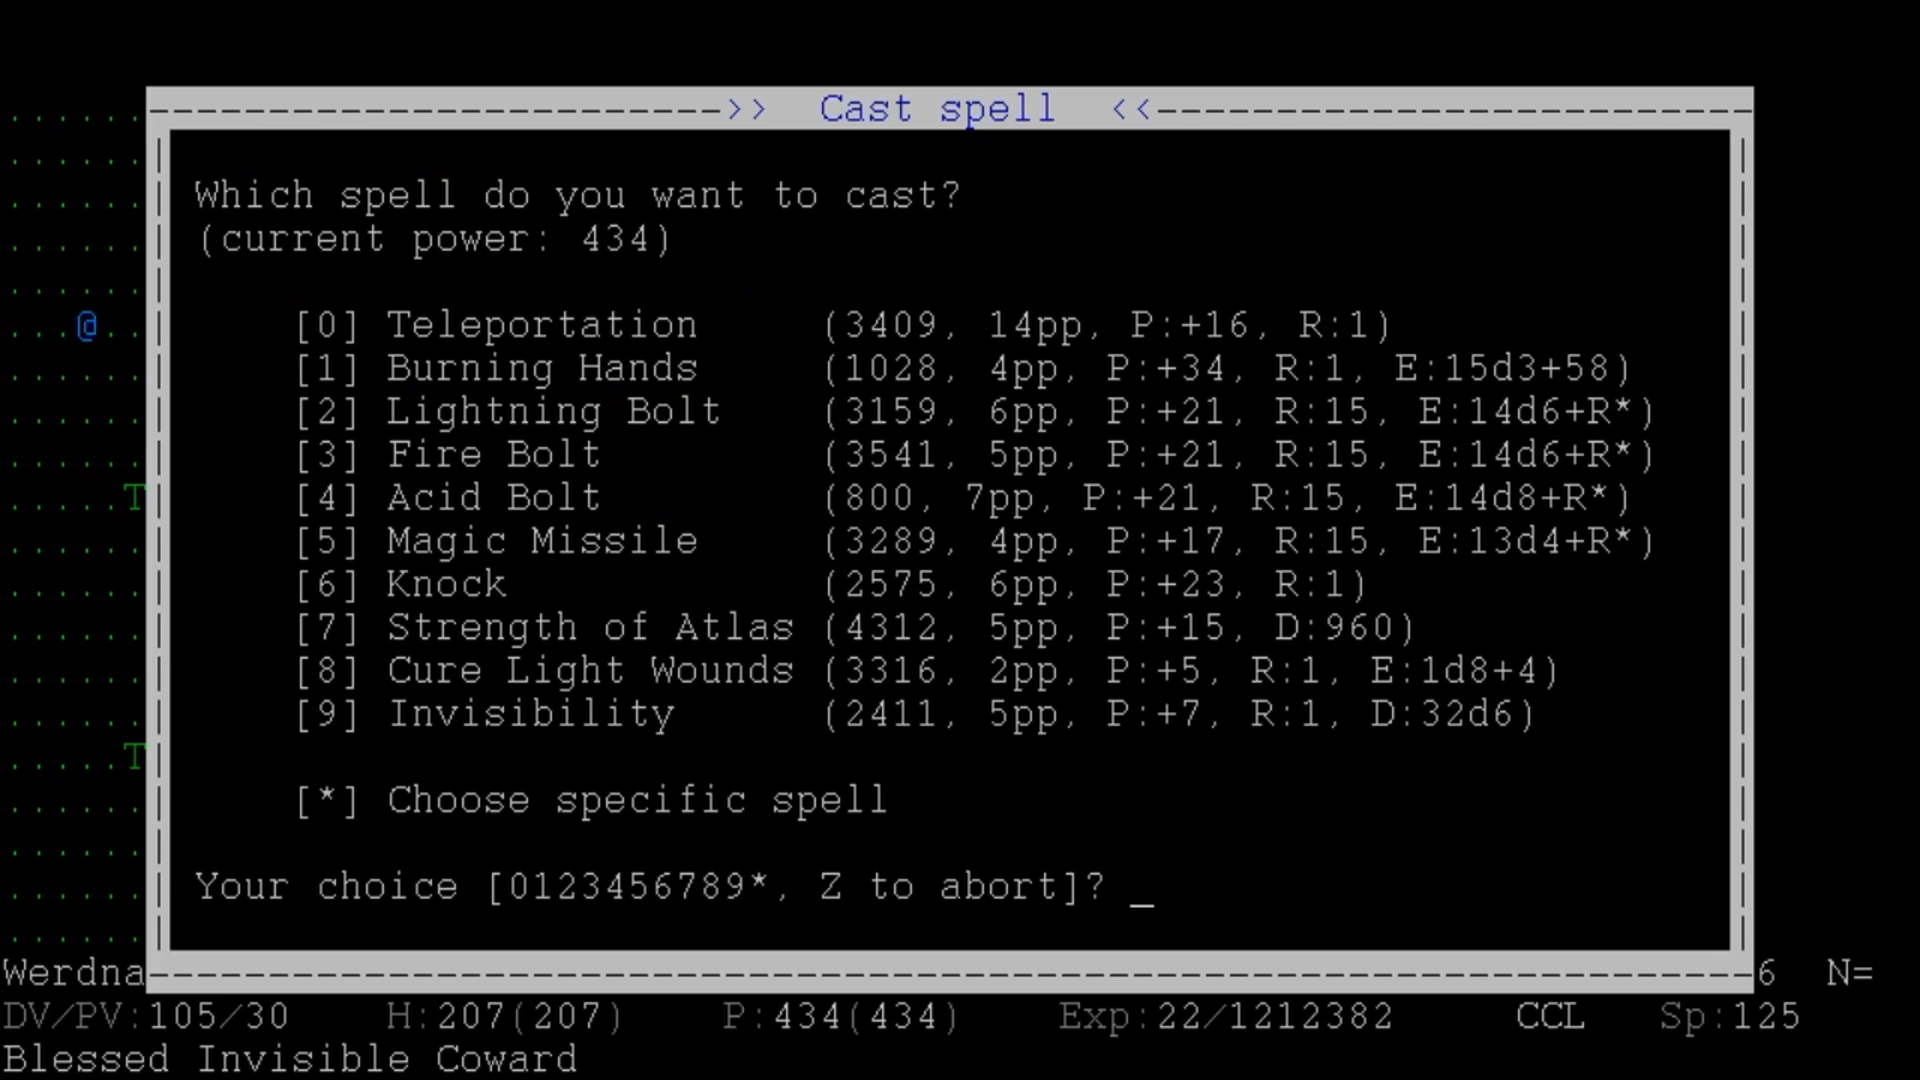 >> Cast spell <<
Which spell do you want to cast?
(current power: 434)
[0] Teleportation (3409, 14pp, P:+16, R:1)
@
[1] Burning Hands (1028, 4pp, P:+34, R:1, E:15d3+58)
[2] Lightning Bolt (3159, 6pp, P:+21, R:15, E:14d6+R*)
[3] Fire Bolt (3541, 5pp, P:+21, R:15, E:14d6+R*)
T
[4] Acid Bolt (800, 7pp, P:+21, R:15, E:14d8+R*)
[5] Magic Missile (3289, 4pp, P:+17, R:15, E:13d4+R*)
[6] Knock (2575, 6pp, P:+23, R:1)
[7] Strength of Atlas (4312, 5pp, P:+15, D:960)
[8] Cure Light Wounds (3316, 2pp, P:+5, R:1, E:1d8+4)
[9] Invisibility (2411, 5pp, P:+7, R:1, D:32d6)
T
[*] Choose specific spell
Your choice [0123456789*, Z to abort]? _
Werdna 6 N=
DV/PV:105/30 H:207(207) P:434(434) Exp:22/1212382 CCL Sp:125
Blessed Invisible Coward